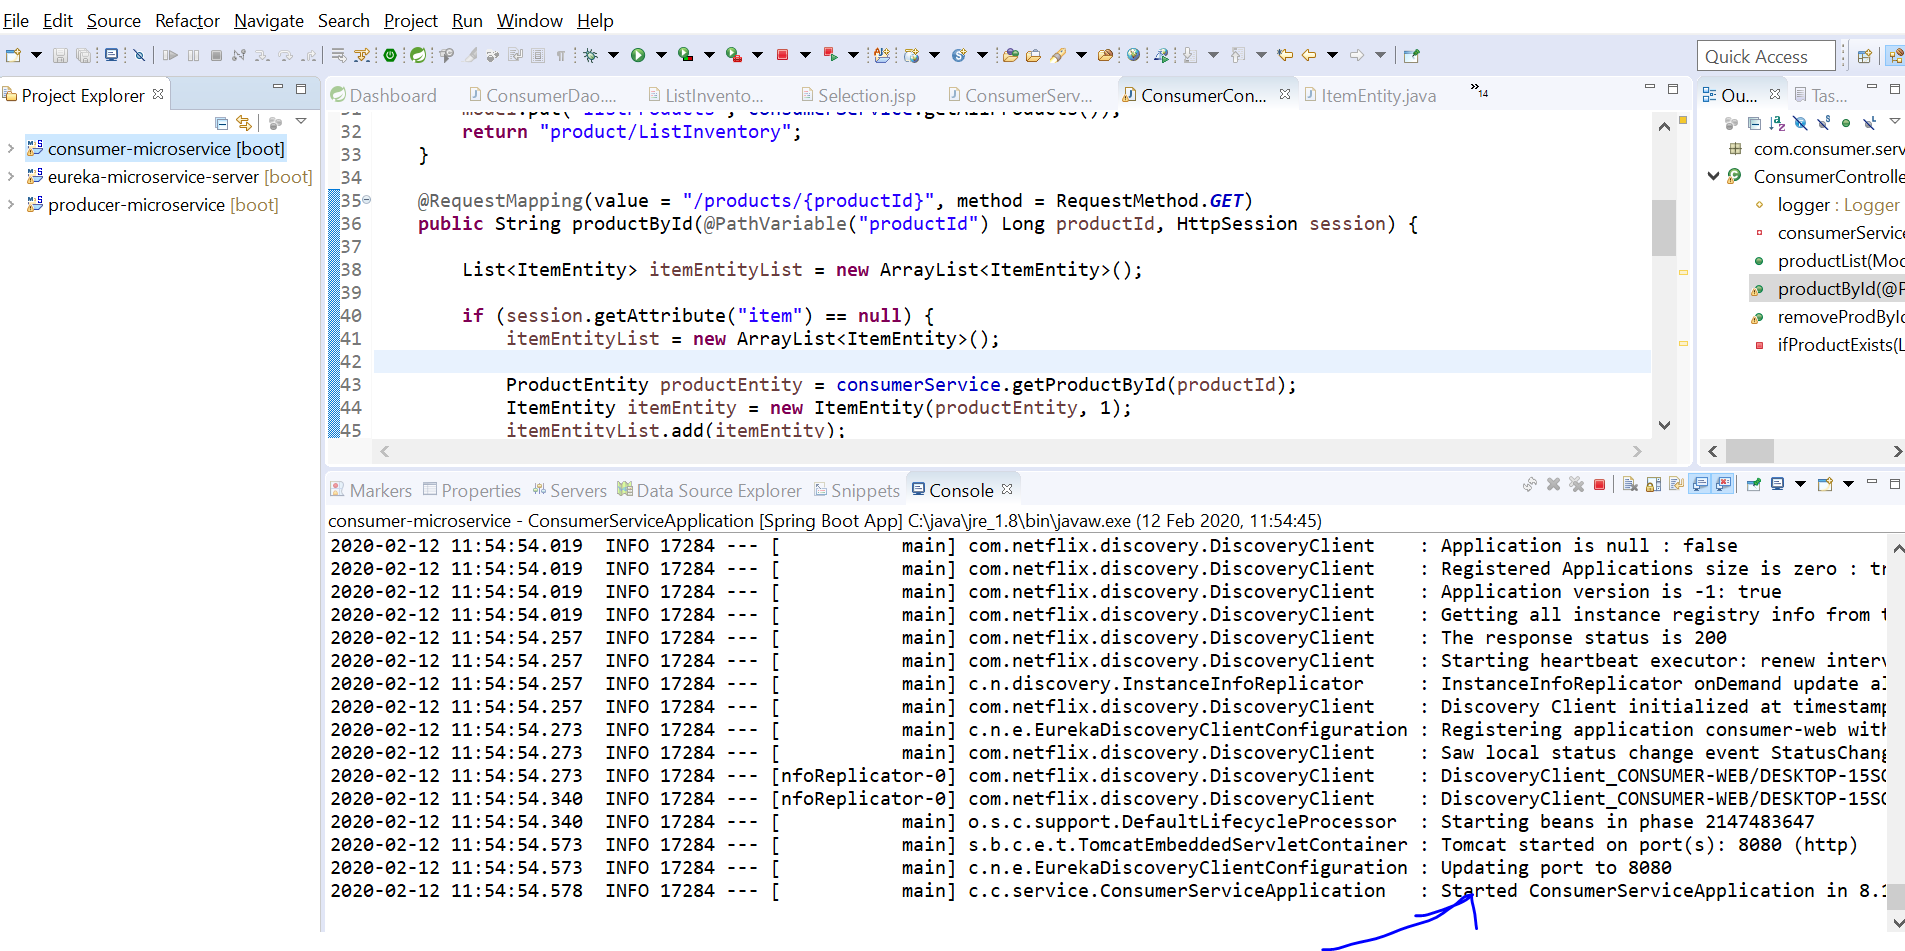 File Edit Source Refactor Navigate Search Project Run Window Help
Quick Access
Project Explorer
consumer-microservice [boot]
eureka-microservice-server [boot]
producer-microservice [boot]
Dashboard ConsumerDao.... ListInvento... Selection.jsp ConsumerServ... ConsumerCon... ItemEntity.java »14
32 return "product/ListInventory";
33 }
34
35 @RequestMapping(value = "/products/{productId}", method = RequestMethod.GET)
36 public String productById(@PathVariable("productId") Long productId, HttpSession session) {
37
38 List<ItemEntity> itemEntityList = new ArrayList<ItemEntity>();
39
40 if (session.getAttribute("item") == null) {
41 itemEntityList = new ArrayList<ItemEntity>();
42
43 ProductEntity productEntity = consumerService.getProductById(productId);
44 ItemEntity itemEntity = new ItemEntity(productEntity, 1);
45 itemEntityList.add(itemEntity);
Ou... Tas...
com.consumer.serv
ConsumerControlle
logger : Logger
consumerService
productList(Mod
productById(@P
removeProdById
ifProductExists(L
Markers Properties Servers Data Source Explorer Snippets Console
consumer-microservice - ConsumerServiceApplication [Spring Boot App] C:\java\jre_1.8\bin\javaw.exe (12 Feb 2020, 11:54:45)
2020-02-12 11:54:54.019 INFO 17284 --- [ main] com.netflix.discovery.DiscoveryClient : Application is null : false
2020-02-12 11:54:54.019 INFO 17284 --- [ main] com.netflix.discovery.DiscoveryClient : Registered Applications size is zero : tr
2020-02-12 11:54:54.019 INFO 17284 --- [ main] com.netflix.discovery.DiscoveryClient : Application version is -1: true
2020-02-12 11:54:54.019 INFO 17284 --- [ main] com.netflix.discovery.DiscoveryClient : Getting all instance registry info from t
2020-02-12 11:54:54.257 INFO 17284 --- [ main] com.netflix.discovery.DiscoveryClient : The response status is 200
2020-02-12 11:54:54.257 INFO 17284 --- [ main] com.netflix.discovery.DiscoveryClient : Starting heartbeat executor: renew interv
2020-02-12 11:54:54.257 INFO 17284 --- [ main] c.n.discovery.InstanceInfoReplicator : InstanceInfoReplicator onDemand update al
2020-02-12 11:54:54.257 INFO 17284 --- [ main] com.netflix.discovery.DiscoveryClient : Discovery Client initialized at timestamp
2020-02-12 11:54:54.273 INFO 17284 --- [ main] c.n.e.EurekaDiscoveryClientConfiguration : Registering application consumer-web with
2020-02-12 11:54:54.273 INFO 17284 --- [ main] com.netflix.discovery.DiscoveryClient : Saw local status change event StatusChang
2020-02-12 11:54:54.273 INFO 17284 --- [nfoReplicator-0] com.netflix.discovery.DiscoveryClient : DiscoveryClient_CONSUMER-WEB/DESKTOP-15SC
2020-02-12 11:54:54.340 INFO 17284 --- [nfoReplicator-0] com.netflix.discovery.DiscoveryClient : DiscoveryClient_CONSUMER-WEB/DESKTOP-15SC
2020-02-12 11:54:54.340 INFO 17284 --- [ main] o.s.c.support.DefaultLifecycleProcessor : Starting beans in phase 2147483647
2020-02-12 11:54:54.573 INFO 17284 --- [ main] s.b.c.e.t.TomcatEmbeddedServletContainer : Tomcat started on port(s): 8080 (http)
2020-02-12 11:54:54.573 INFO 17284 --- [ main] c.n.e.EurekaDiscoveryClientConfiguration : Updating port to 8080
2020-02-12 11:54:54.578 INFO 17284 --- [ main] c.c.service.ConsumerServiceApplication : Started ConsumerServiceApplication in 8.1